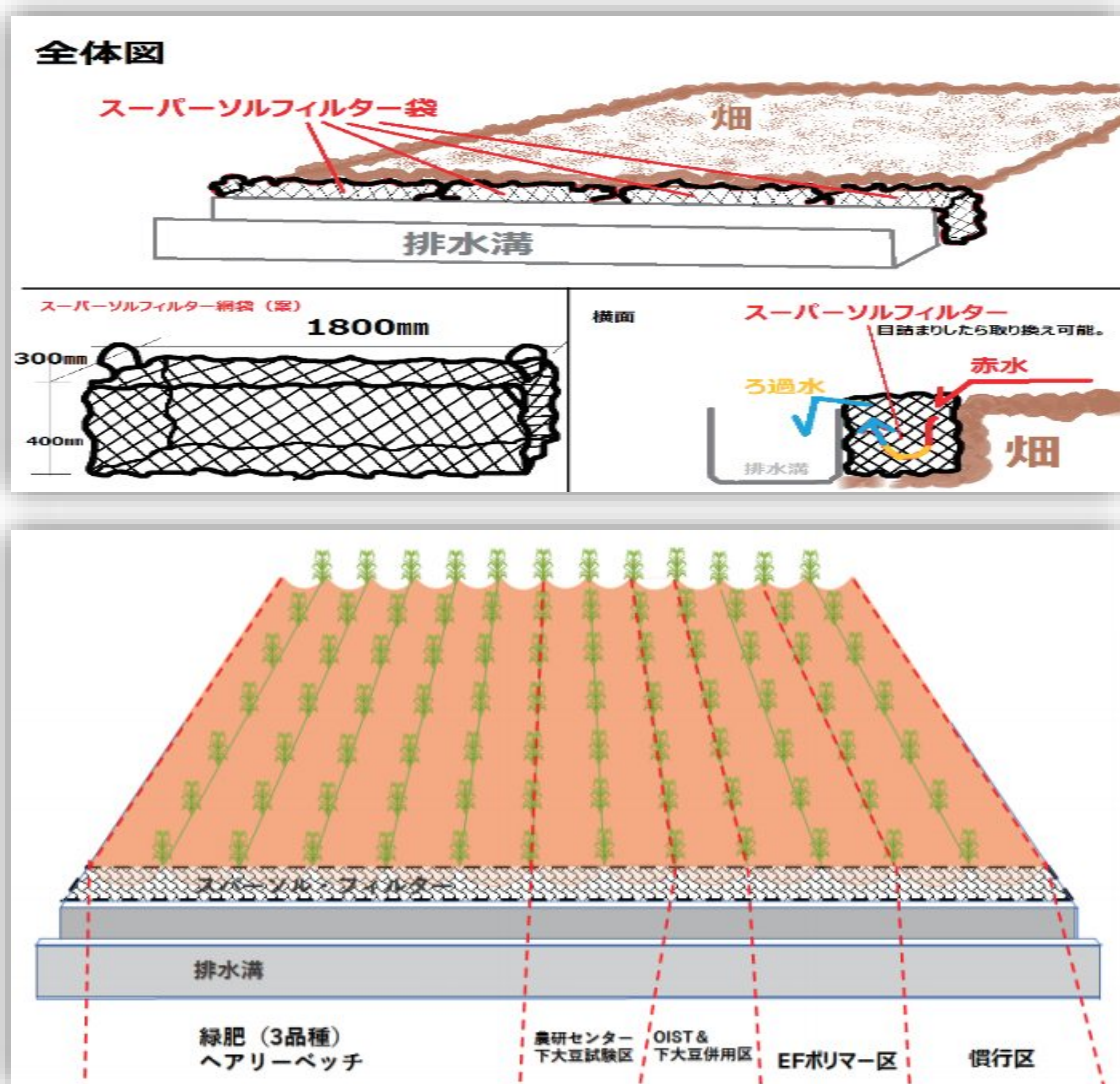 全体図
スーパーソルフィルター袋
畑
排水溝
スーパーソルフィルター網袋（案）
1800mm
300mm
400mm
横面
スーパーソルフィルター
目詰まりしたら取り換え可能。
赤水
ろ過水
排水溝
畑
スパーソル・フィルター
排水溝
緑肥（3品種）
ヘアリーベッチ
農研センター
下大豆試験区
OIST＆
下大豆併用区
EFポリマー区
慣行区